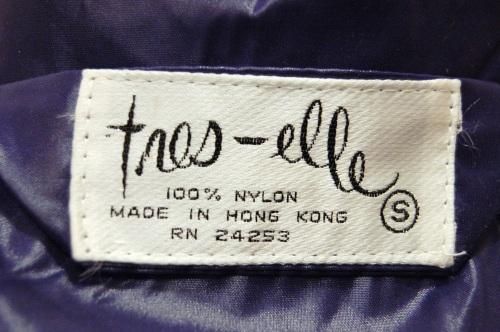 tres-elle
100% NYLON
MADE IN HONG KONG
RN 24253
S